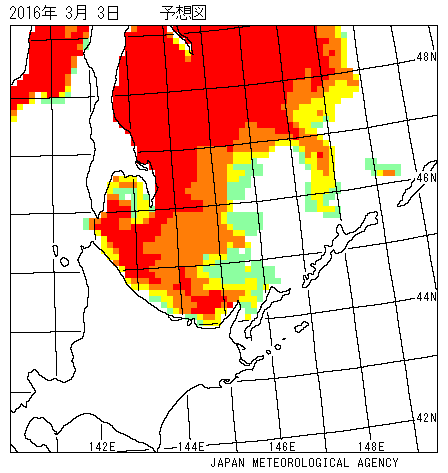 2016年 3月 3日 予想図
48N
46N
44N
42N
142E 144E 146E 148E
JAPAN METEOROLOGICAL AGENCY